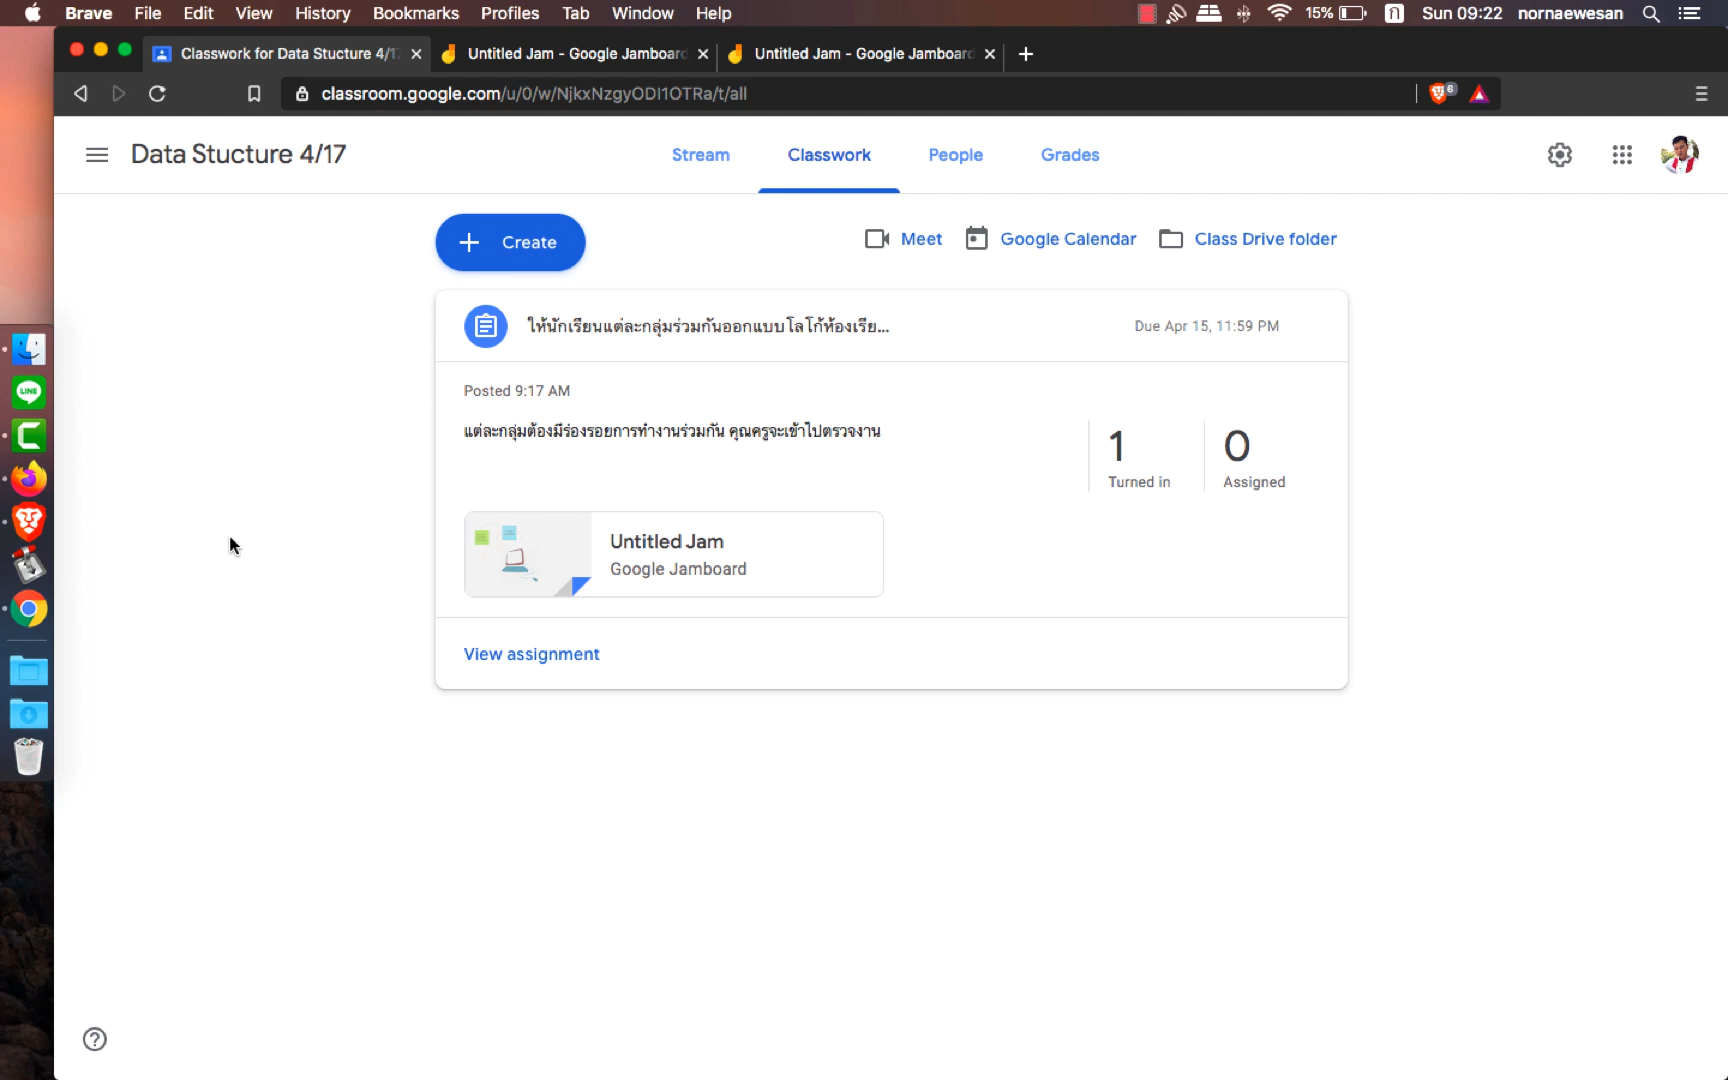 Brave File Edit View History Bookmarks Profiles Tab Window Help 15% ก Sun 09:22 nornaewesan
Classwork for Data Stucture 4/17 Untitled Jam - Google Jamboard Untitled Jam - Google Jamboard
classroom.google.com/u/0/w/NjkxNzgyODI1OTRa/t/all 6
Data Stucture 4/17 Stream Classwork People Grades
Create Meet Google Calendar Class Drive folder
ให้นักเรียนแต่ละกลุ่มร่วมกันออกแบบโลโก้ห้องเรีย... Due Apr 15, 11:59 PM
Posted 9:17 AM
แต่ละกลุ่มต้องมีร่องรอยการทำงานร่วมกัน คุณครูจะเข้าไปตรวจงาน
1 0
Turned in Assigned
Untitled Jam
Google Jamboard
View assignment
LINE